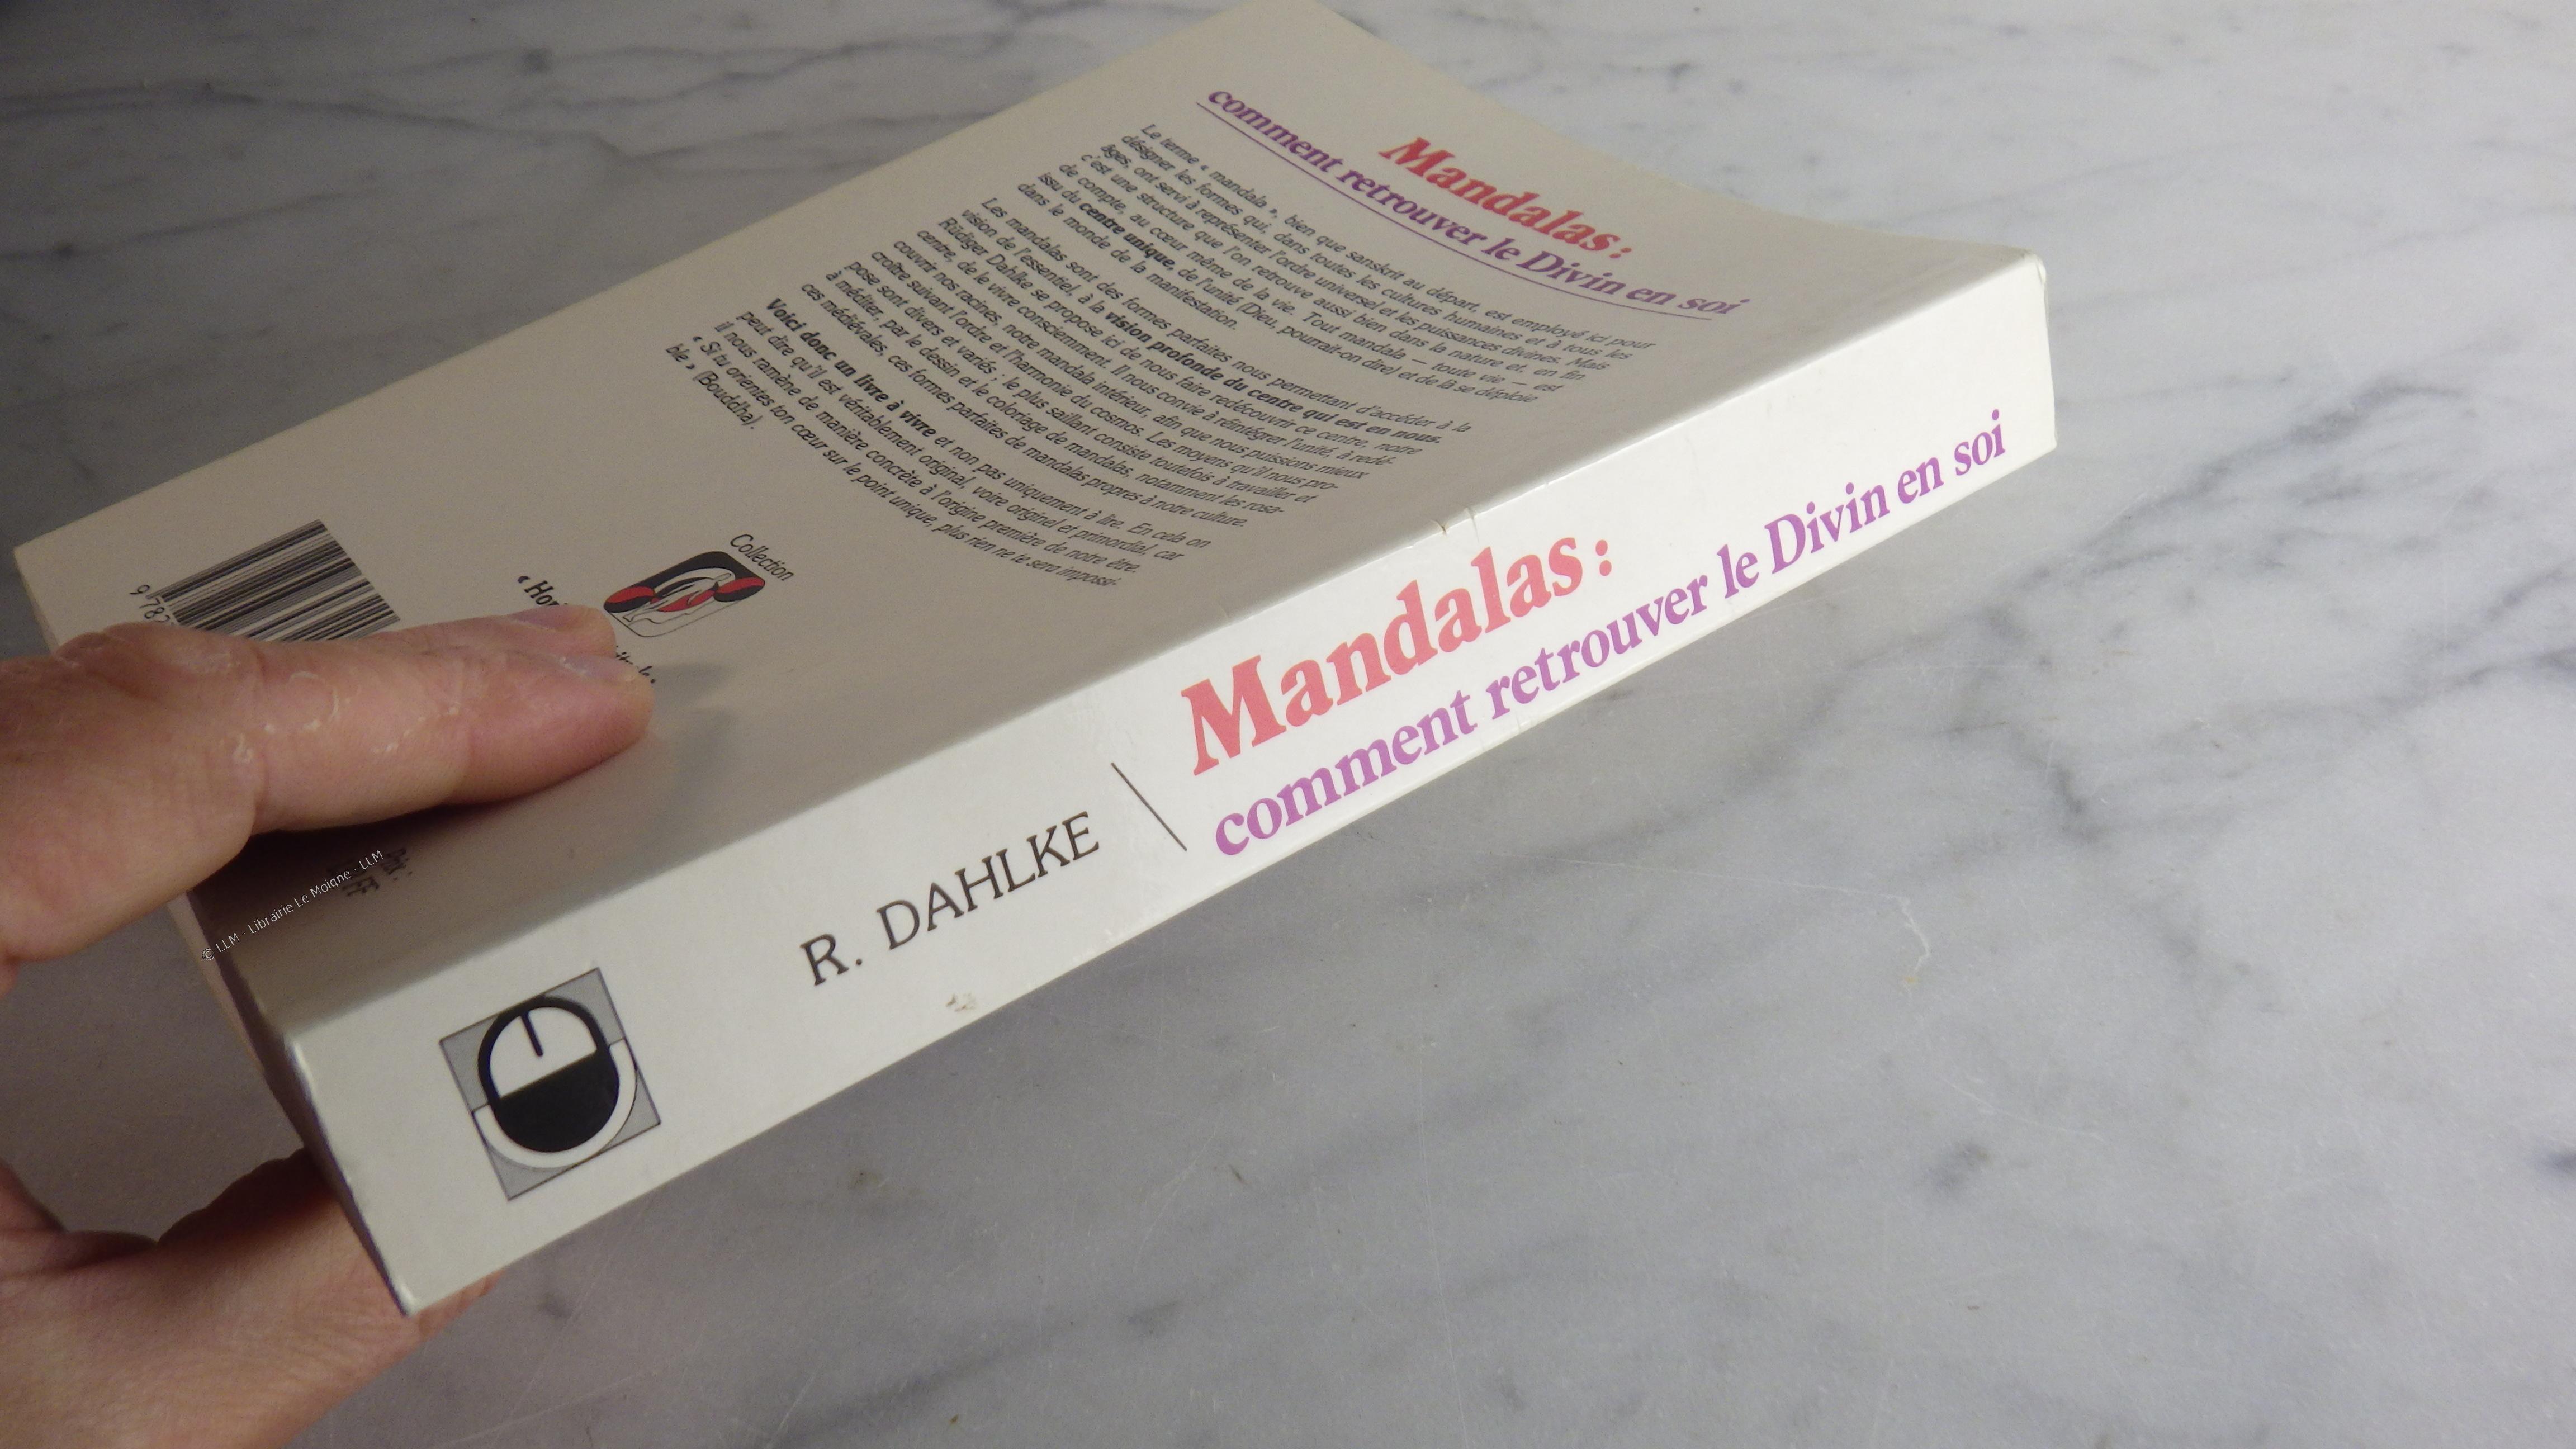 Mandalas :
comment retrouver le Divin en soi
Le terme « mandala », bien que sanskrit au départ, est employé ici pour
désigner les formes qui, dans toutes les cultures humaines et à tous les
âges, ont servi à représenter l'ordre universel et les puissances divines. Mais
c'est une structure que l'on retrouve aussi bien dans la nature et, en fin
de compte, au cœur même de la vie. Tout mandala — toute vie — est
issu du centre unique, de l'unité (Dieu, pourrait-on dire) et de là se déploie
dans le monde de la manifestation.
Les mandalas sont des formes parfaites nous permettant d'accéder à la
vision de l'essentiel, à la vision profonde du centre qui est en nous.
Rüdiger Dahlke se propose ici de nous faire redécouvrir ce centre, notre
centre, de le vivre consciemment. Il nous convie à réintégrer l'unité, à redé-
couvrir nos racines, notre mandala intérieur, afin que nous puissions mieux
croître suivant l'ordre et l'harmonie du cosmos. Les moyens qu'il nous pro-
pose sont divers et variés : le plus saillant consiste toutefois à travailler et
à méditer, par le dessin et le coloriage de mandalas, notamment les rosa-
ces médiévales, ces formes parfaites de mandalas propres à notre culture.
Voici donc un livre à vivre et non pas uniquement à lire. En cela on
peut dire qu'il est véritablement original, voire originel et primordial, car
il nous ramène de manière concrète à l'origine première de notre être.
« Si tu orientes ton cœur sur le point unique, plus rien ne te sera impossi-
ble » (Bouddha).
Collection
R. DAHLKE
Mandalas :
comment retrouver le Divin en soi
© LLM - Librairie Le Moigne - LLM